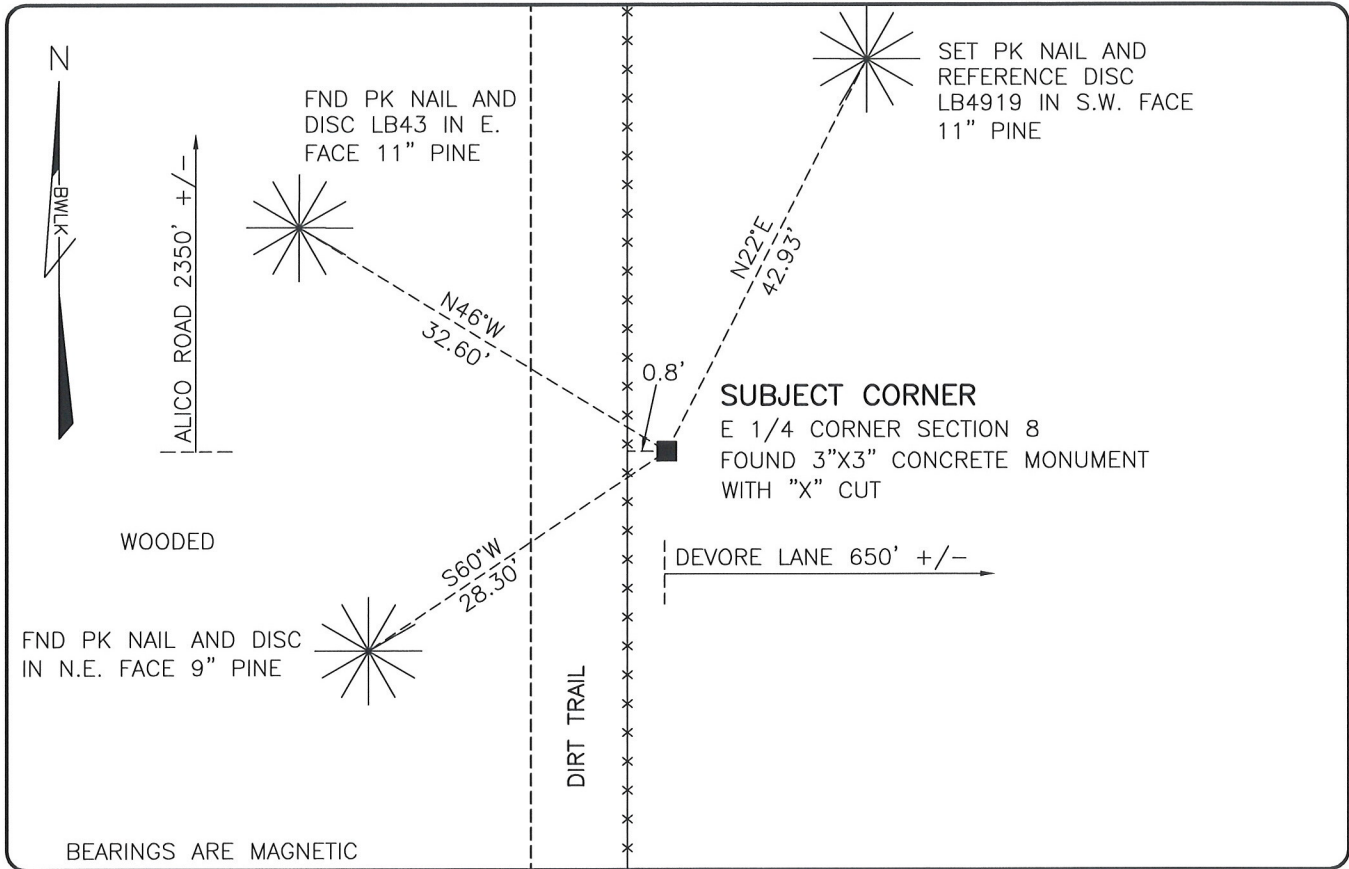 N
BWLK
ALICO ROAD 2350' +/-
FND PK NAIL AND
DISC LB43 IN E.
FACE 11" PINE
SET PK NAIL AND
REFERENCE DISC
LB4919 IN S.W. FACE
11" PINE
N46°W
32.60'
N22°E
42.93'
0.8'
SUBJECT CORNER
E 1/4 CORNER SECTION 8
FOUND 3"X3" CONCRETE MONUMENT
WITH "X" CUT
WOODED
S60°W
28.30'
DEVORE LANE 650' +/-
FND PK NAIL AND DISC
IN N.E. FACE 9" PINE
DIRT TRAIL
BEARINGS ARE MAGNETIC